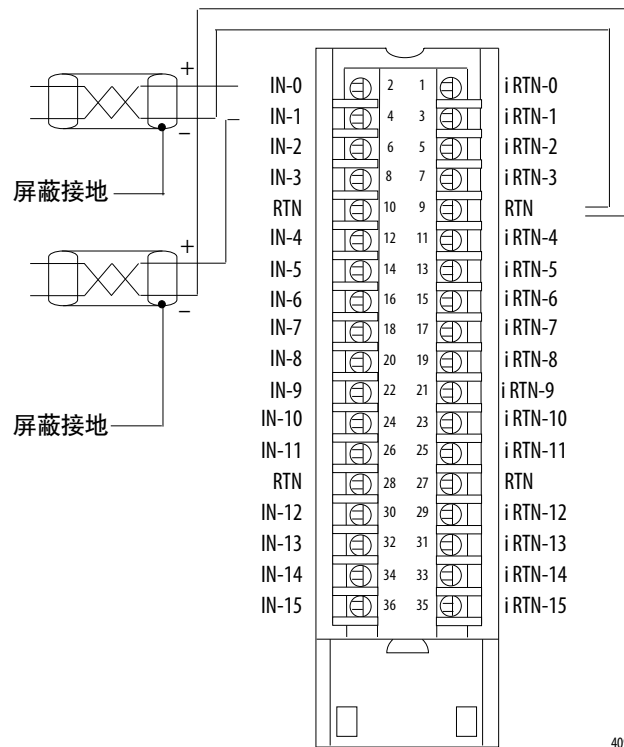 +
IN-0 2 1 i RTN-0
IN-1 4 3 i RTN-1
–
IN-2 6 5 i RTN-2
IN-3 8 7 i RTN-3
屏蔽接地
RTN 10 9 RTN
IN-4 12 11 i RTN-4
+
IN-5 14 13 i RTN-5
IN-6 16 15 i RTN-6
–
IN-7 18 17 i RTN-7
IN-8 20 19 i RTN-8
IN-9 22 21 i RTN-9
屏蔽接地
IN-10 24 23 i RTN-10
IN-11 26 25 i RTN-11
RTN 28 27 RTN
IN-12 30 29 i RTN-12
IN-13 32 31 i RTN-13
IN-14 34 33 i RTN-14
IN-15 36 35 i RTN-15